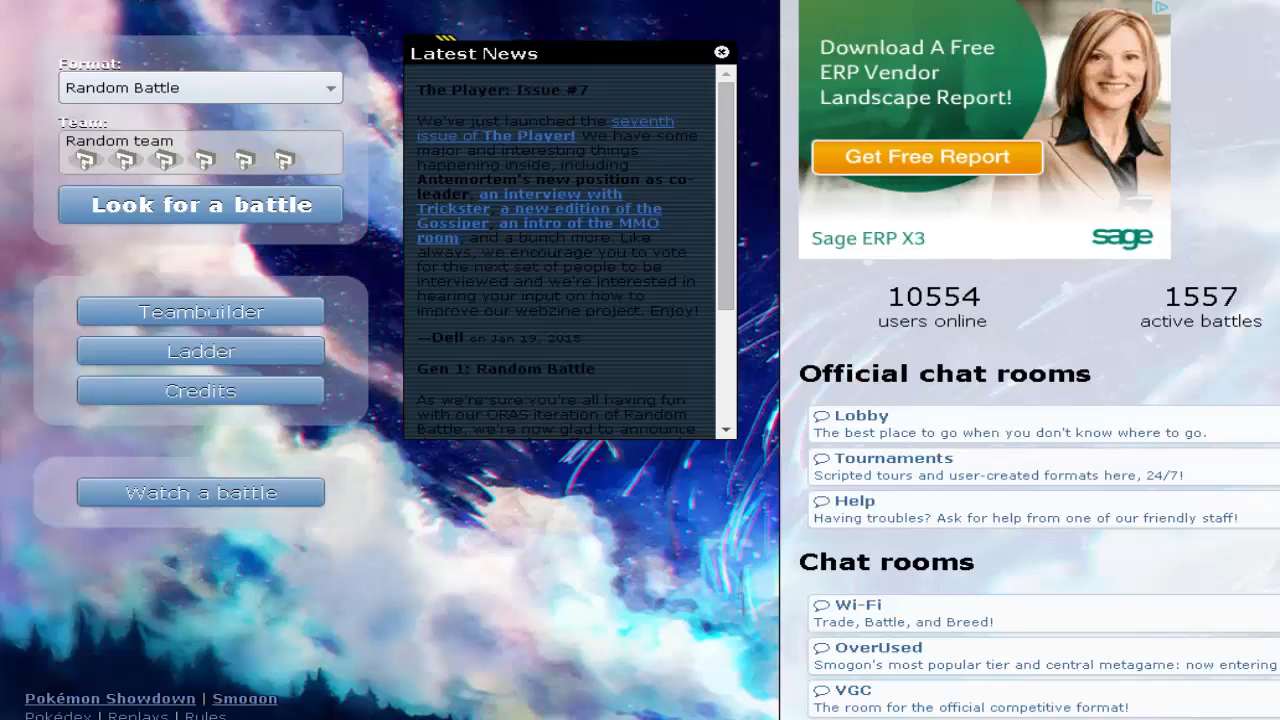 Format:
Random Battle
Team:
Random team
Look for a battle
Teambuilder
Ladder
Credits
Watch a battle
Pokémon Showdown | Smogon
Pokédex | Replays | Rules
Latest News
The Player: Issue #7
We've just launched the seventh
issue of The Player! We have some
major and interesting things
happening inside, including
Antemortem's new position as co-
leader, an interview with
Trickster, a new edition of the
Gossiper, an intro of the MMO
room, and a bunch more. Like
always, we encourage you to vote
for the next set of people to be
interviewed and we're interested in
hearing your input on how to
improve our webzine project. Enjoy!
—Dell on Jan 19, 2015
Gen 1: Random Battle
As we're sure you're all having fun
with our ORAS iteration of Random
Battle, we're now glad to announce
Download A Free
ERP Vendor
Landscape Report!
Get Free Report
Sage ERP X3
sage
10554
users online
1557
active battles
Official chat rooms
Lobby
The best place to go when you don't know where to go.
Tournaments
Scripted tours and user-created formats here, 24/7!
Help
Having troubles? Ask for help from one of our friendly staff!
Chat rooms
Wi-Fi
Trade, Battle, and Breed!
OverUsed
Smogon's most popular tier and central metagame: now entering
VGC
The room for the official competitive format!